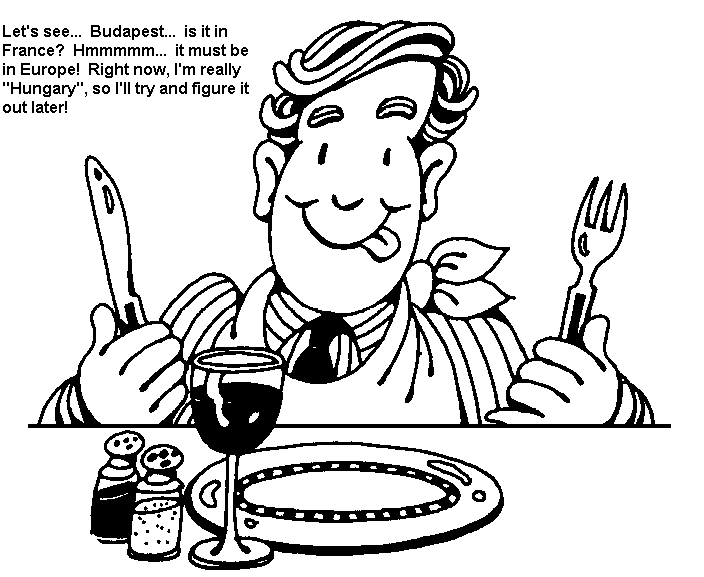 Let's see... Budapest... is it in
France? Hmmmmm... it must be
in Europe! Right now, I'm really
"Hungary", so I'll try and figure it
out later!